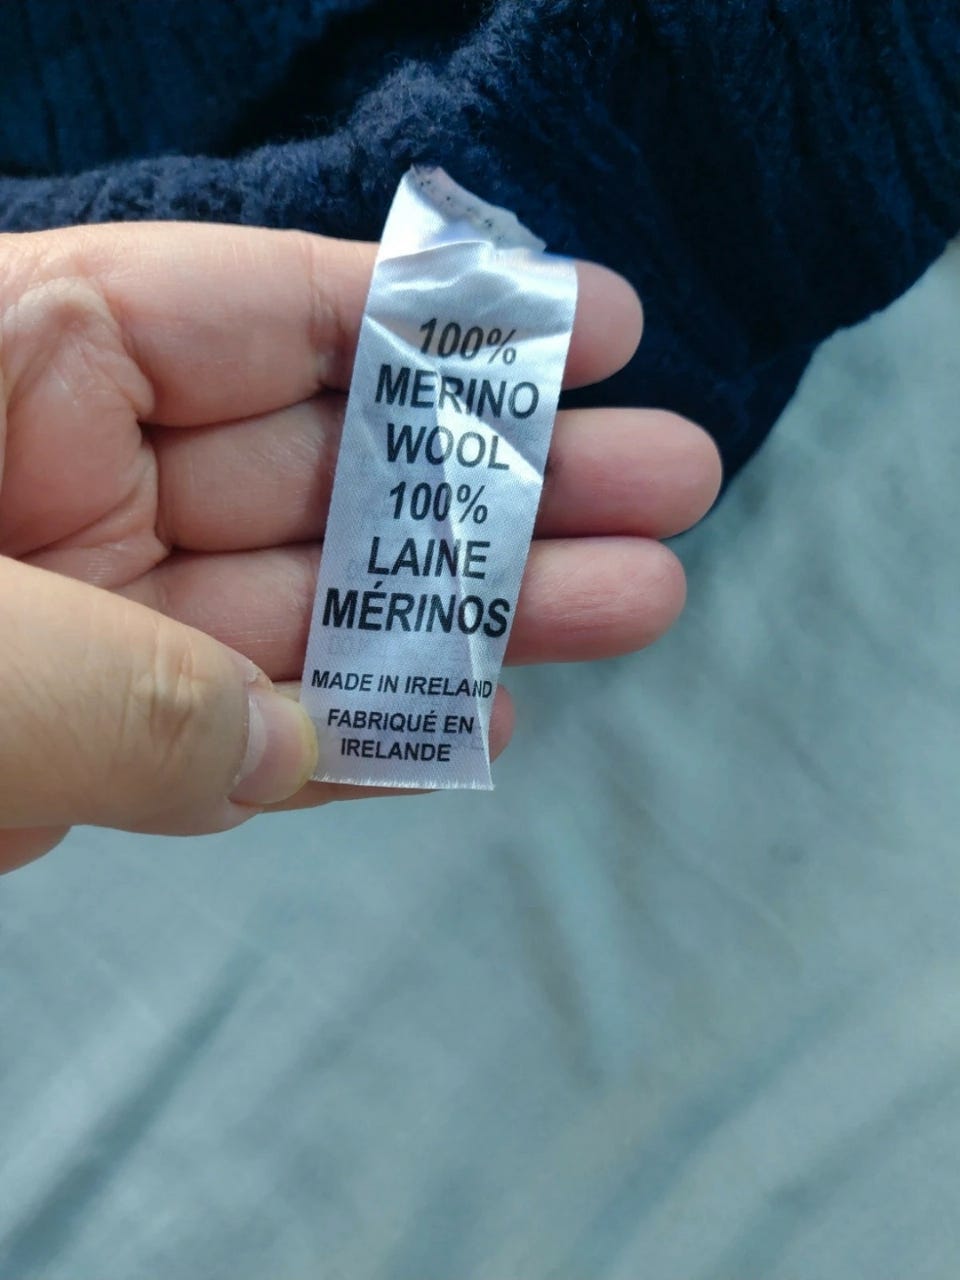 100%
MERINO
WOOL
100%
LAINE
MÉRINOS
MADE IN IRELAND
FABRIQUÉ EN
IRELANDE